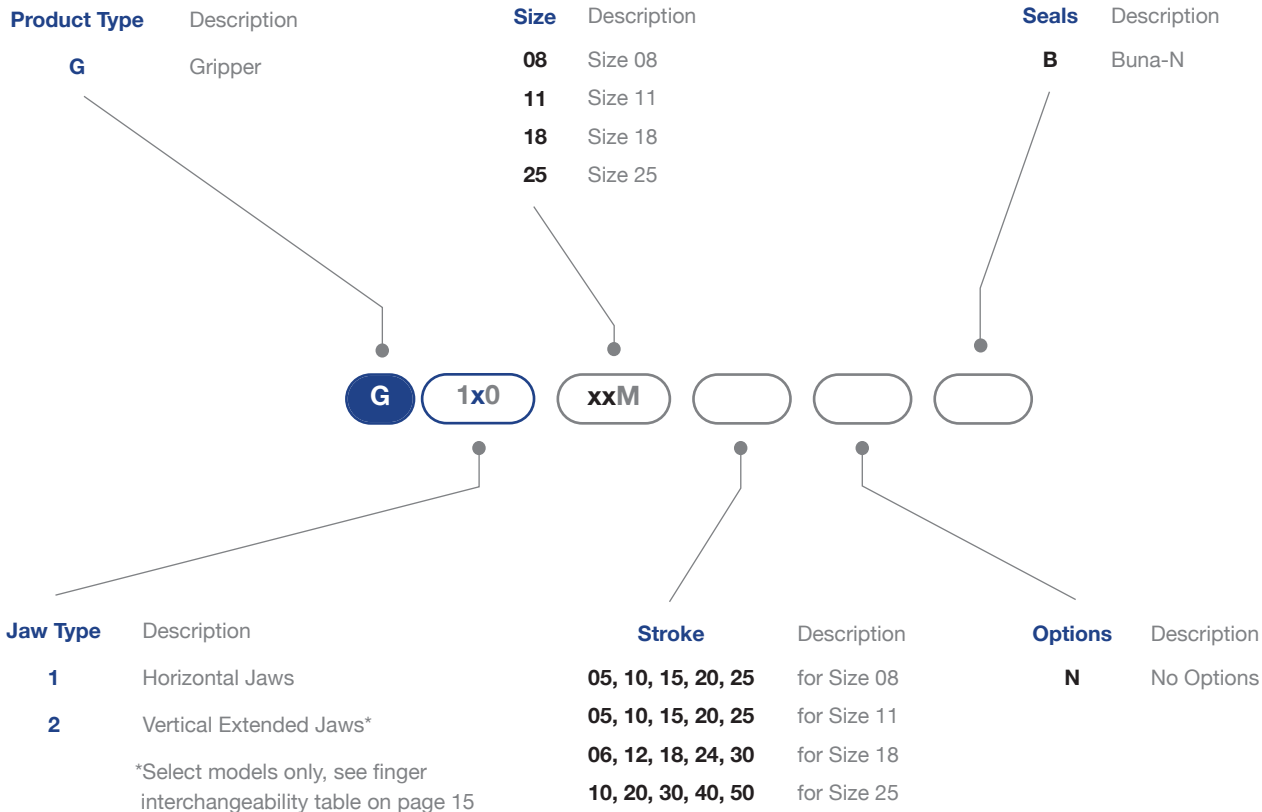 Product Type Description
G Gripper
Size Description
08 Size 08
11 Size 11
18 Size 18
25 Size 25
Seals Description
B Buna-N
G 1x0 xxM
Jaw Type Description
1 Horizontal Jaws
2 Vertical Extended Jaws*
*Select models only, see finger
interchangeability table on page 15
Stroke Description
05, 10, 15, 20, 25 for Size 08
05, 10, 15, 20, 25 for Size 11
06, 12, 18, 24, 30 for Size 18
10, 20, 30, 40, 50 for Size 25
Options Description
N No Options